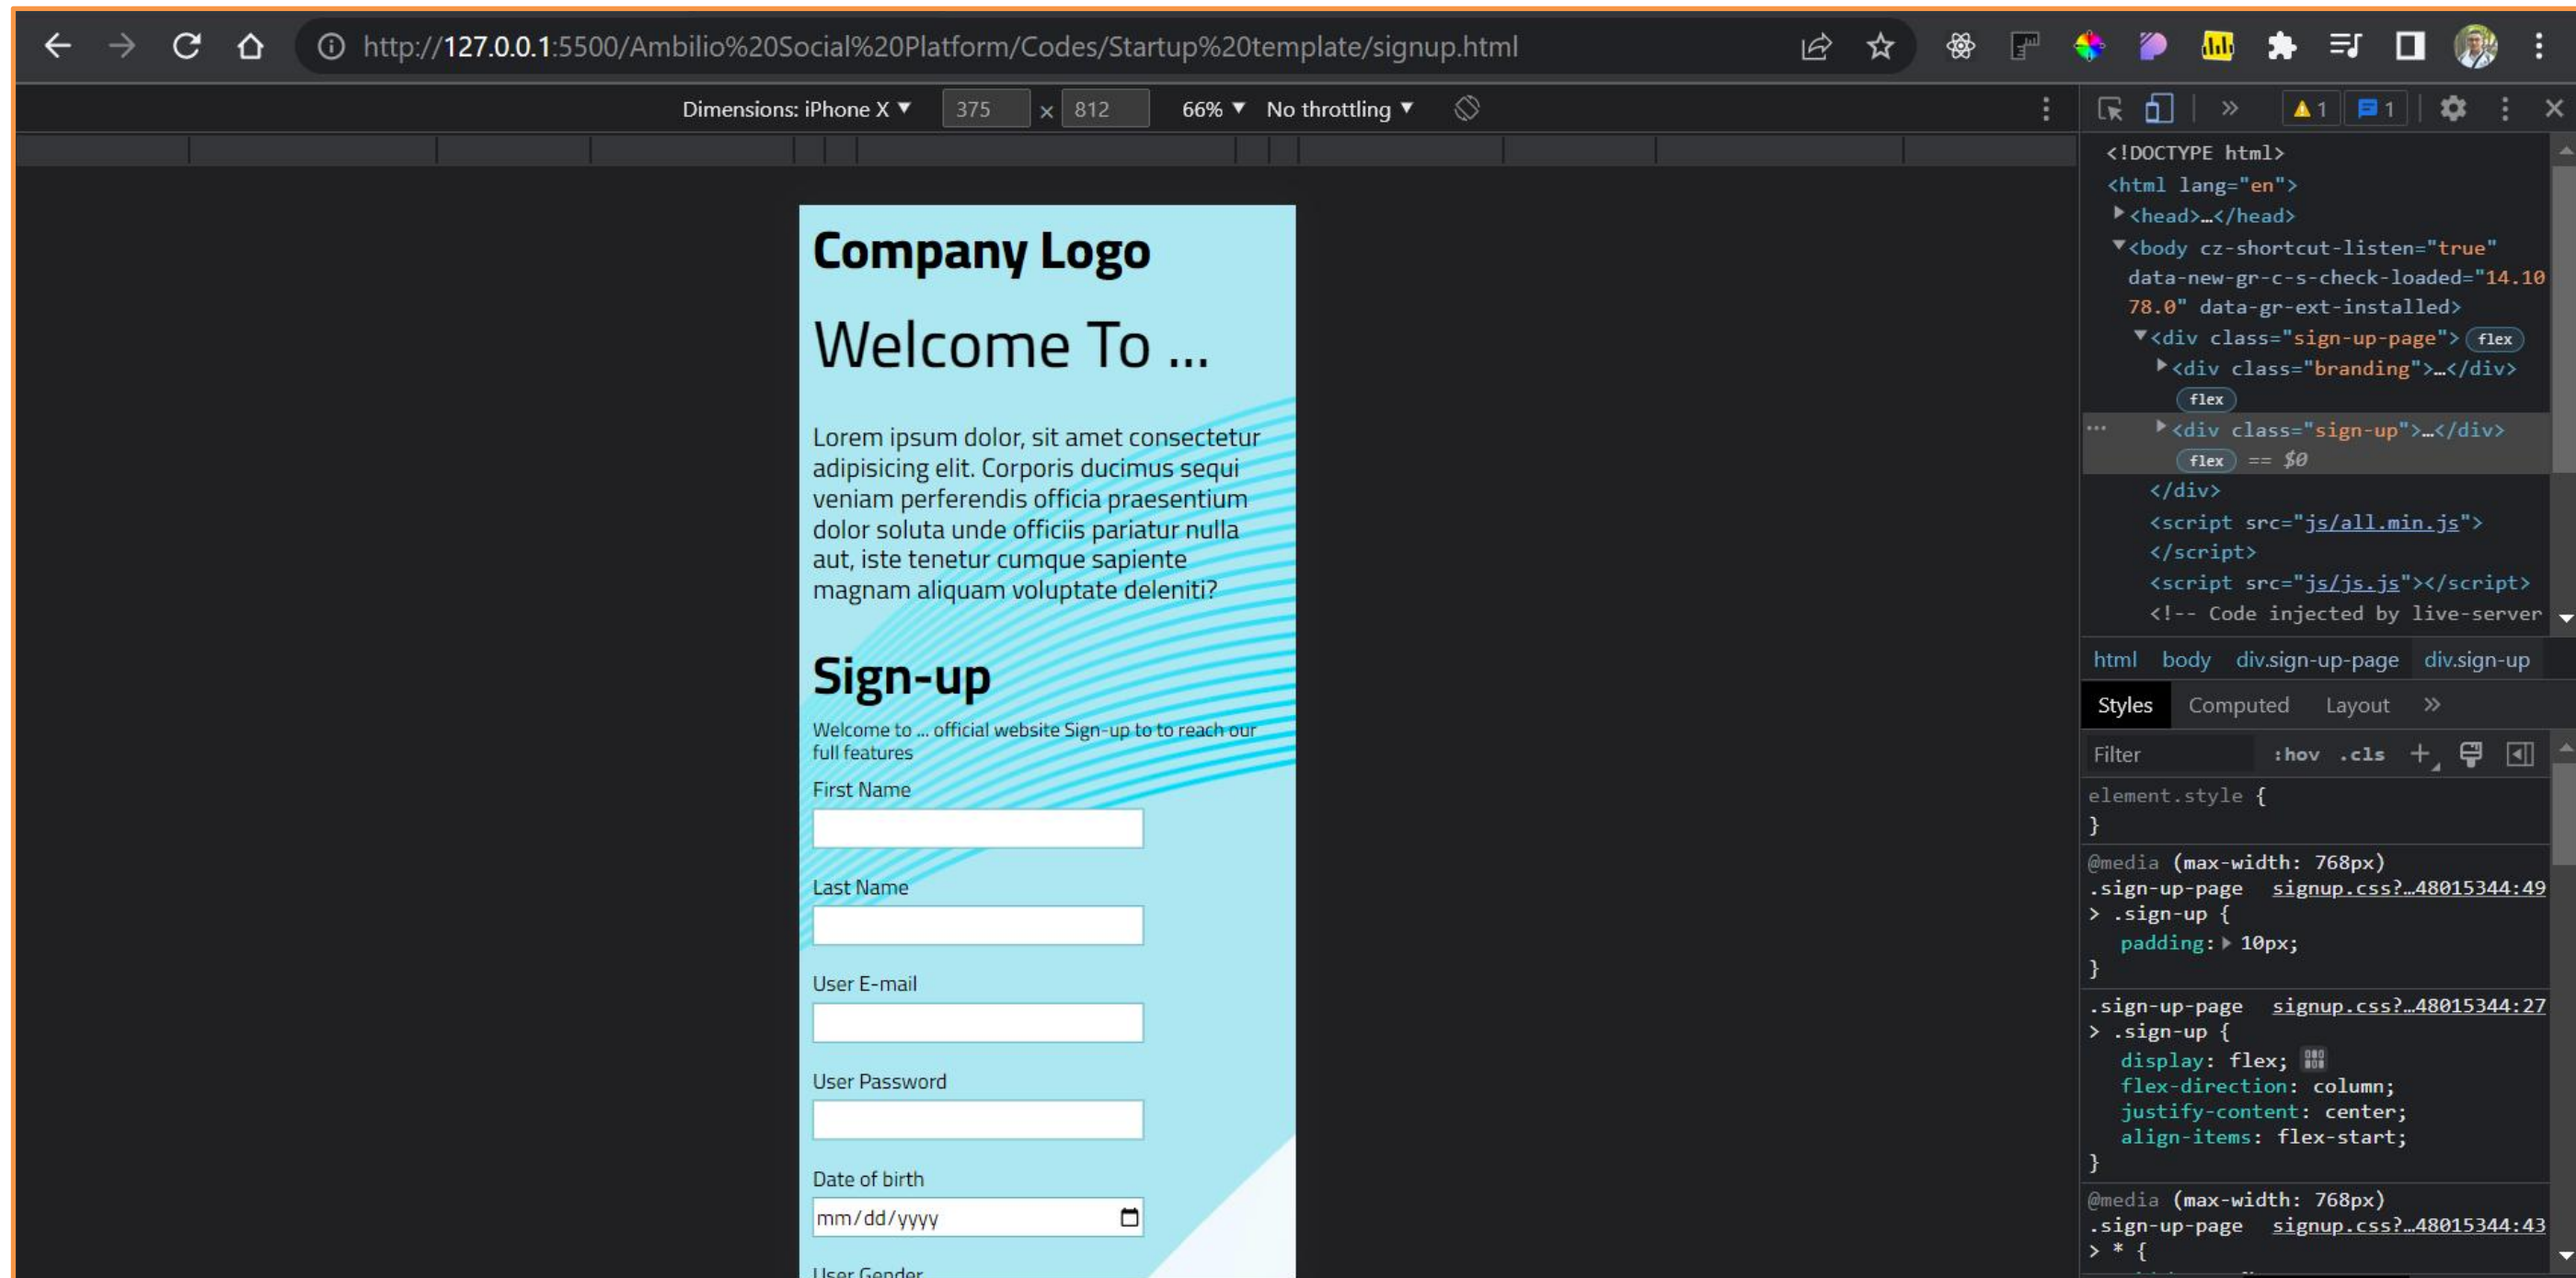 http://127.0.0.1:5500/Ambilio%20Social%20Platform/Codes/Startup%20template/signup.html
Dimensions: iPhone X ▼ 375 × 812 66% ▼ No throttling ▼
1 1
Company Logo
Welcome To ...
Lorem ipsum dolor, sit amet consectetur
adipisicing elit. Corporis ducimus sequi
veniam perferendis officia praesentium
dolor soluta unde officiis pariatur nulla
aut, iste tenetur cumque sapiente
magnam aliquam voluptate deleniti?
Sign-up
Welcome to ... official website Sign-up to to reach our
full features
First Name
Last Name
User E-mail
User Password
Date of birth
mm/dd/yyyy
User Gender
<!DOCTYPE html>
<html lang="en">
<head>…</head>
<body cz-shortcut-listen="true"
data-new-gr-c-s-check-loaded="14.10
78.0" data-gr-ext-installed>
<div class="sign-up-page"> flex
<div class="branding">…</div>
flex
<div class="sign-up">…</div>
flex == $0
</div>
<script src="js/all.min.js">
</script>
<script src="js/js.js"></script>
<!-- Code injected by live-server
html body div.sign-up-page div.sign-up
Styles Computed Layout »
Filter :hov .cls +
element.style {
}
@media (max-width: 768px)
.sign-up-page signup.css?…48015344:49
> .sign-up {
padding: 10px;
}
.sign-up-page signup.css?…48015344:27
> .sign-up {
display: flex;
flex-direction: column;
justify-content: center;
align-items: flex-start;
}
@media (max-width: 768px)
.sign-up-page signup.css?…48015344:43
> * {